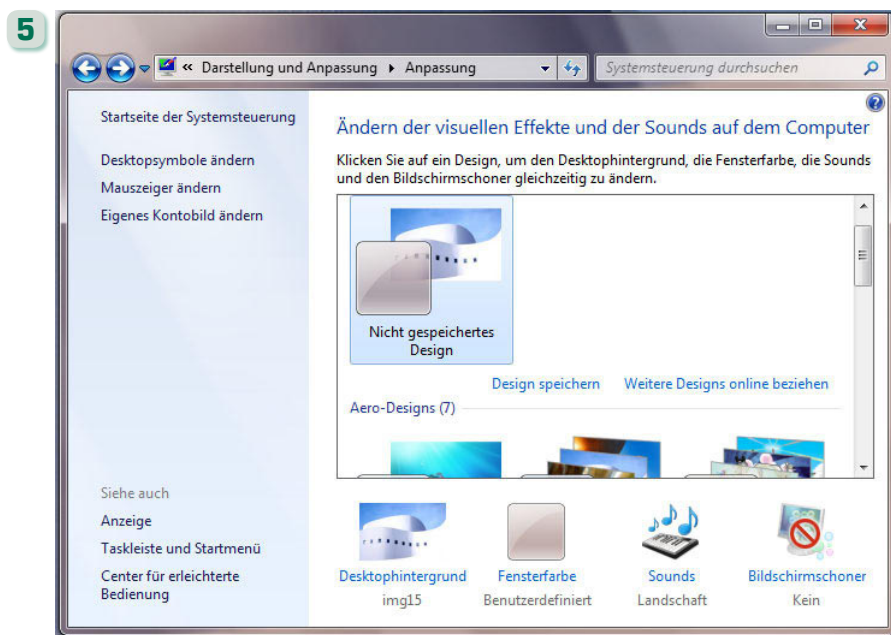 5
« Darstellung und Anpassung ▸ Anpassung
Systemsteuerung durchsuchen
Startseite der Systemsteuerung
Desktopsymbole ändern
Mauszeiger ändern
Eigenes Kontobild ändern
Ändern der visuellen Effekte und der Sounds auf dem Computer
Klicken Sie auf ein Design, um den Desktophintergrund, die Fensterfarbe, die Sounds
und den Bildschirmschoner gleichzeitig zu ändern.
Nicht gespeichertes
Design
Design speichern
Weitere Designs online beziehen
Aero-Designs (7)
Siehe auch
Anzeige
Taskleiste und Startmenü
Center für erleichterte
Bedienung
Desktophintergrund
img15
Fensterfarbe
Benutzerdefiniert
Sounds
Landschaft
Bildschirmschoner
Kein